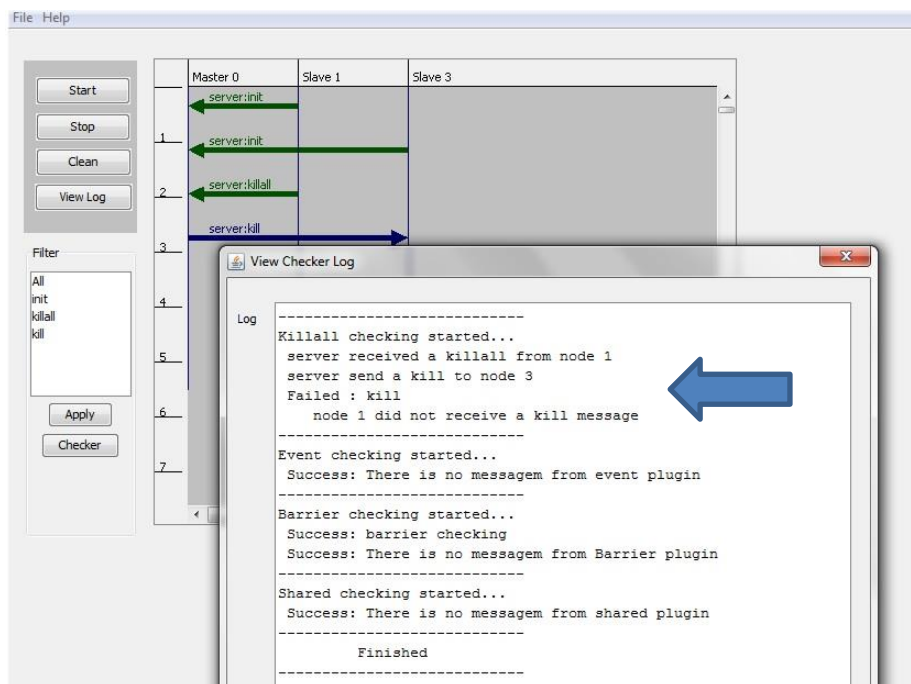 File Help
Start
Stop
Clean
View Log
Filter
All
init
killall
kill
Apply
Checker
Master 0 Slave 1 Slave 3
server:init
1
server:init
2
server:killall
3
server:kill
4
5
6
7
View Checker Log
Log
----------------------------
Killall checking started...
server received a killall from node 1
server send a kill to node 3
Failed : kill
node 1 did not receive a kill message
----------------------------
Event checking started...
Success: There is no messagem from event plugin
----------------------------
Barrier checking started...
Success: barrier checking
Success: There is no messagem from Barrier plugin
----------------------------
Shared checking started...
Success: There is no messagem from shared plugin
----------------------------
Finished
----------------------------